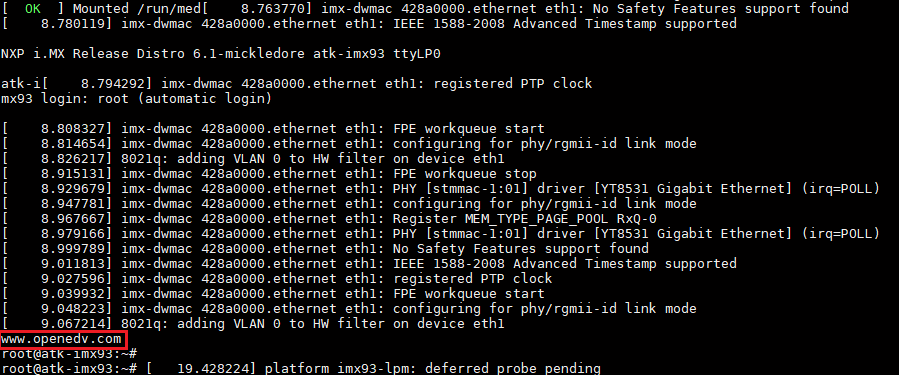 [  OK  ] Mounted /run/med[    8.763770] imx-dwmac 428a0000.ethernet eth1: No Safety Features support found
[    8.780119] imx-dwmac 428a0000.ethernet eth1: IEEE 1588-2008 Advanced Timestamp supported
NXP i.MX Release Distro 6.1-mickledore atk-imx93 ttyLP0
atk-i[    8.794292] imx-dwmac 428a0000.ethernet eth1: registered PTP clock
mx93 login: root (automatic login)
[    8.808327] imx-dwmac 428a0000.ethernet eth1: FPE workqueue start
[    8.814654] imx-dwmac 428a0000.ethernet eth1: configuring for phy/rgmii-id link mode
[    8.826217] 8021q: adding VLAN 0 to HW filter on device eth1
[    8.915131] imx-dwmac 428a0000.ethernet eth1: FPE workqueue stop
[    8.929679] imx-dwmac 428a0000.ethernet eth1: PHY [stmmac-1:01] driver [YT8531 Gigabit Ethernet] (irq=POLL)
[    8.947781] imx-dwmac 428a0000.ethernet eth1: configuring for phy/rgmii-id link mode
[    8.967667] imx-dwmac 428a0000.ethernet eth1: Register MEM_TYPE_PAGE_POOL RxQ-0
[    8.979166] imx-dwmac 428a0000.ethernet eth1: PHY [stmmac-1:01] driver [YT8531 Gigabit Ethernet] (irq=POLL)
[    8.999789] imx-dwmac 428a0000.ethernet eth1: No Safety Features support found
[    9.011813] imx-dwmac 428a0000.ethernet eth1: IEEE 1588-2008 Advanced Timestamp supported
[    9.027596] imx-dwmac 428a0000.ethernet eth1: registered PTP clock
[    9.039932] imx-dwmac 428a0000.ethernet eth1: FPE workqueue start
[    9.048223] imx-dwmac 428a0000.ethernet eth1: configuring for phy/rgmii-id link mode
[    9.067214] 8021q: adding VLAN 0 to HW filter on device eth1
www.openedv.com
root@atk-imx93:~#
root@atk-imx93:~# [   19.428224] platform imx93-lpm: deferred probe pending